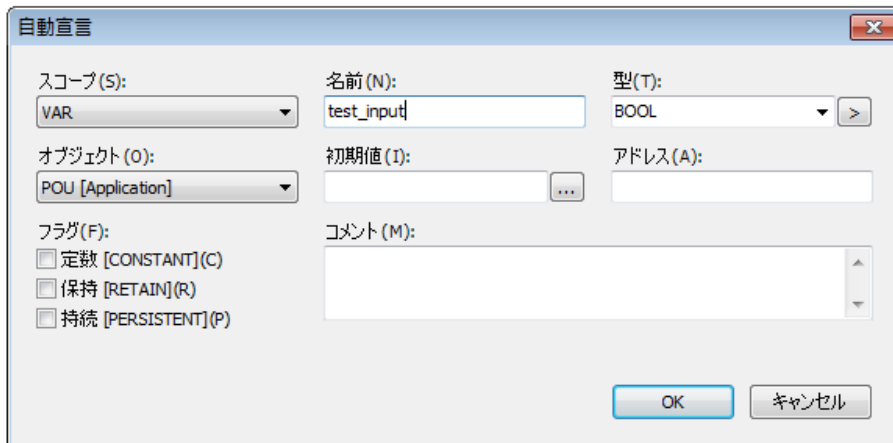 自動宣言
スコープ(S):
名前(N):
型(T):
VAR
test_input
BOOL
>
オブジェクト(O):
初期値(I):
アドレス(A):
POU [Application]
...
フラグ(F):
コメント(M):
定数 [CONSTANT](C)
保持 [RETAIN](R)
持続 [PERSISTENT](P)
OK
キャンセル